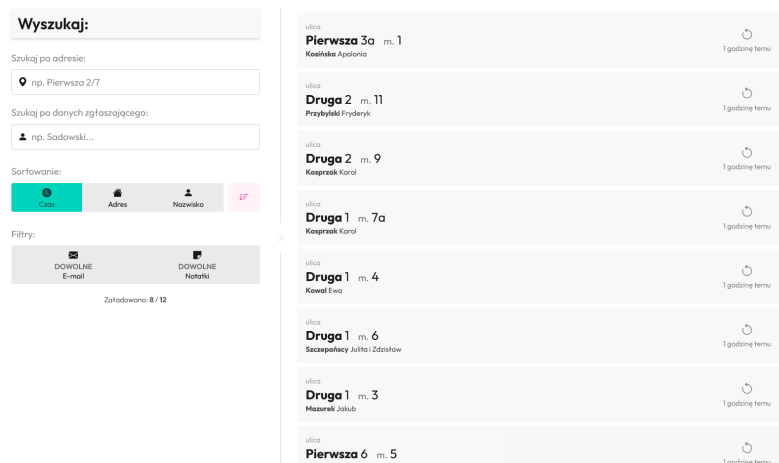 Wyszukaj:
Szukaj po adresie:
np. Pierwsza 2/7
Szukaj po danych zgłaszającego:
np. Sadowski...
Sortowanie:
Czas
Adres
Nazwisko
Filtry:
DOWOLNE
E-mail
DOWOLNE
Notatki
Załadowano: 8 / 12
ulica
Pierwsza 3a m. 1
Kosińska Apolonia
1 godzinę temu
ulica
Druga 2 m. 11
Przybylski Fryderyk
1 godzinę temu
ulica
Druga 2 m. 9
Kasprzak Karol
1 godzinę temu
ulica
Druga 1 m. 7a
Kasprzak Karol
1 godzinę temu
ulica
Druga 1 m. 4
Kowal Ewa
1 godzinę temu
ulica
Druga 1 m. 6
Szczepańscy Julita i Zdzisław
1 godzinę temu
ulica
Druga 1 m. 3
Mazurek Jakub
1 godzinę temu
ulica
Pierwsza 6 m. 5
1 godzinę temu